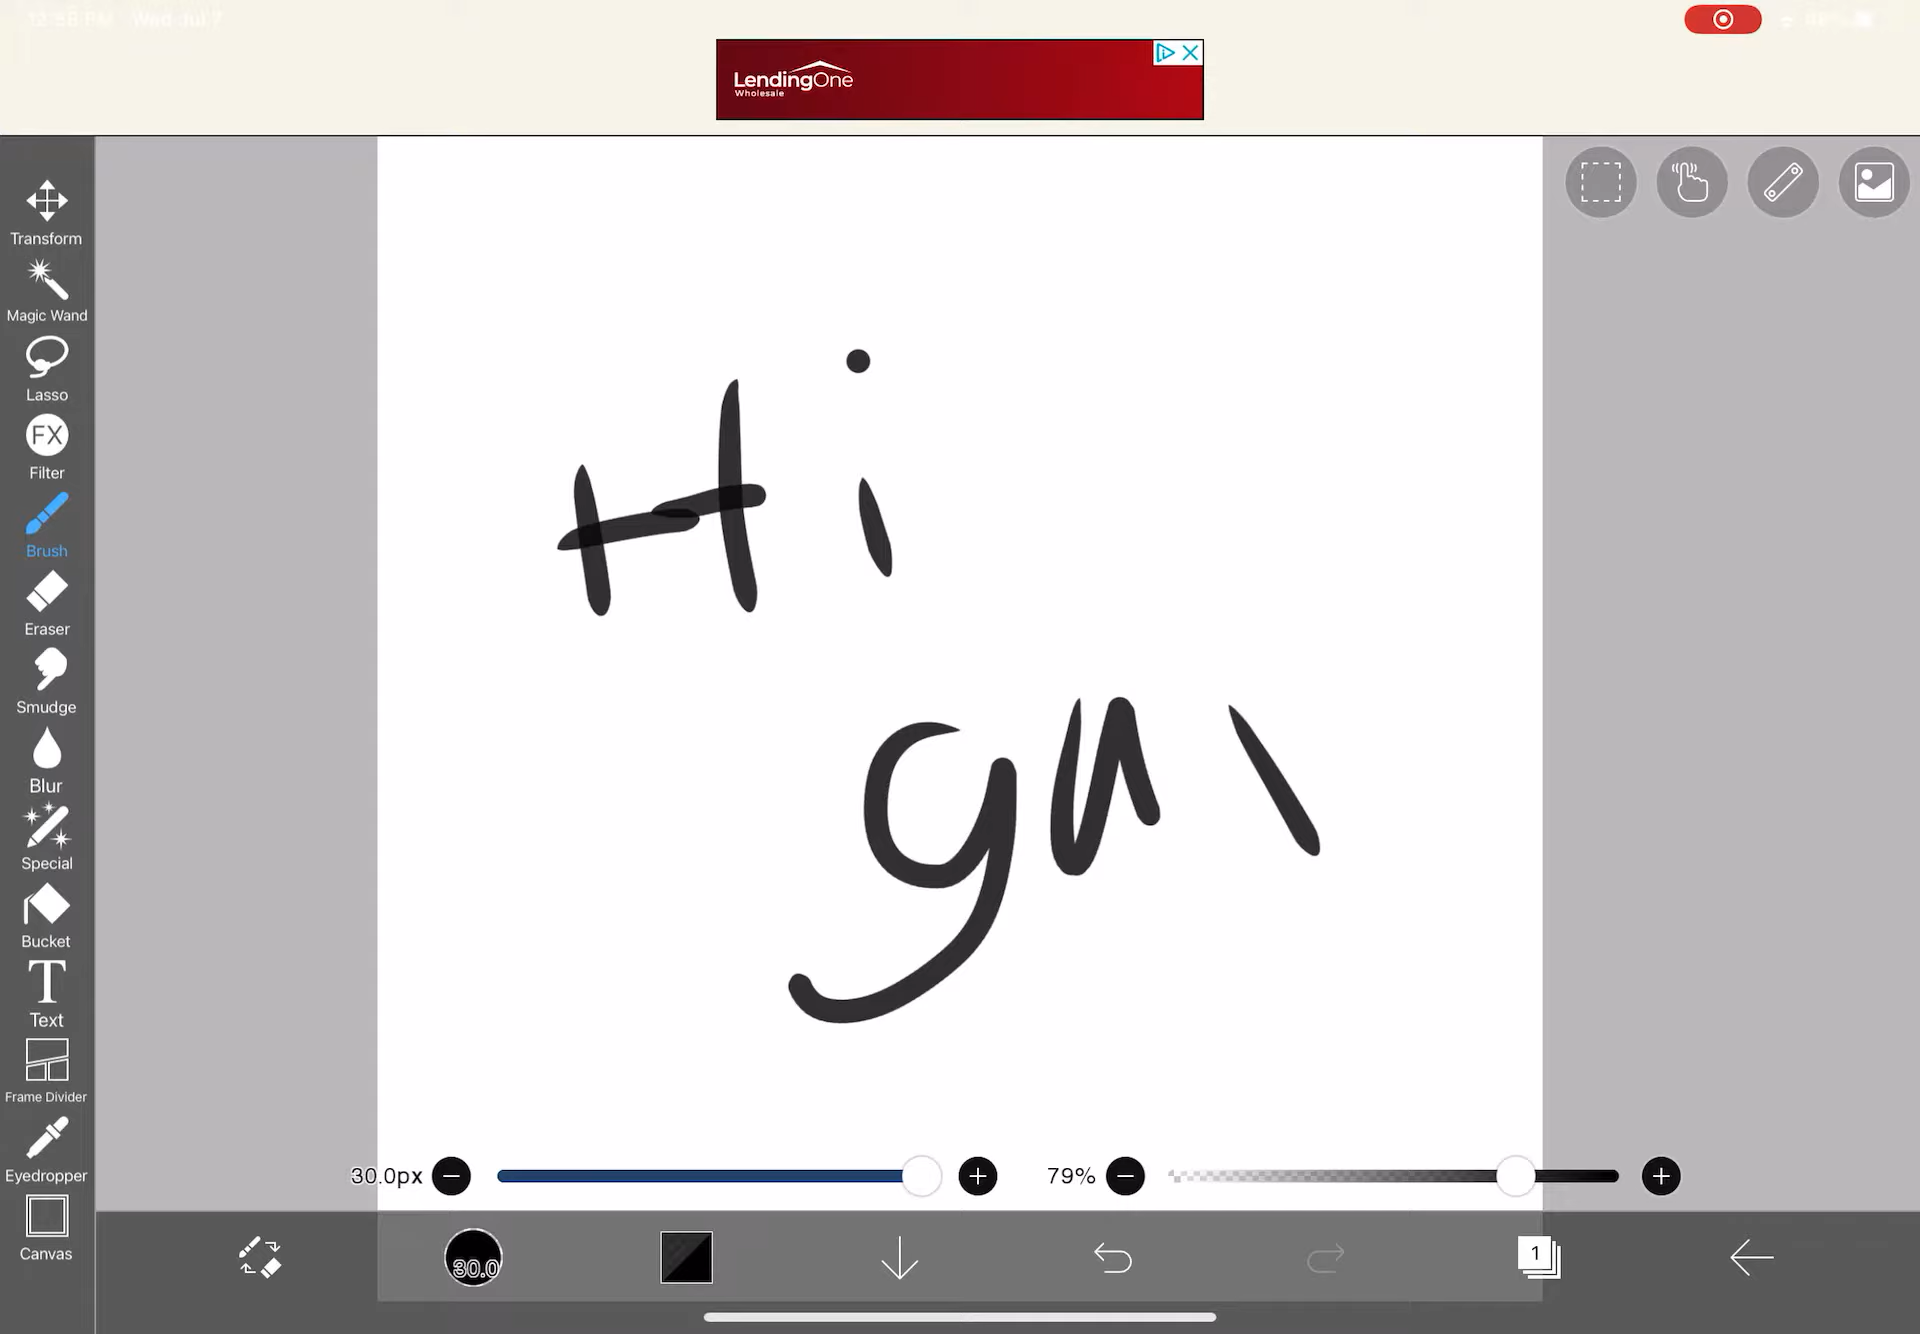 LendingOne
Wholesale
Transform
Magic Wand
Lasso
FX
Filter
Brush
Eraser
Smudge
Blur
Special
Bucket
T
Text
Frame Divider
Eyedropper
Canvas
Hi
gu\
30.0px
79%
30.0
1